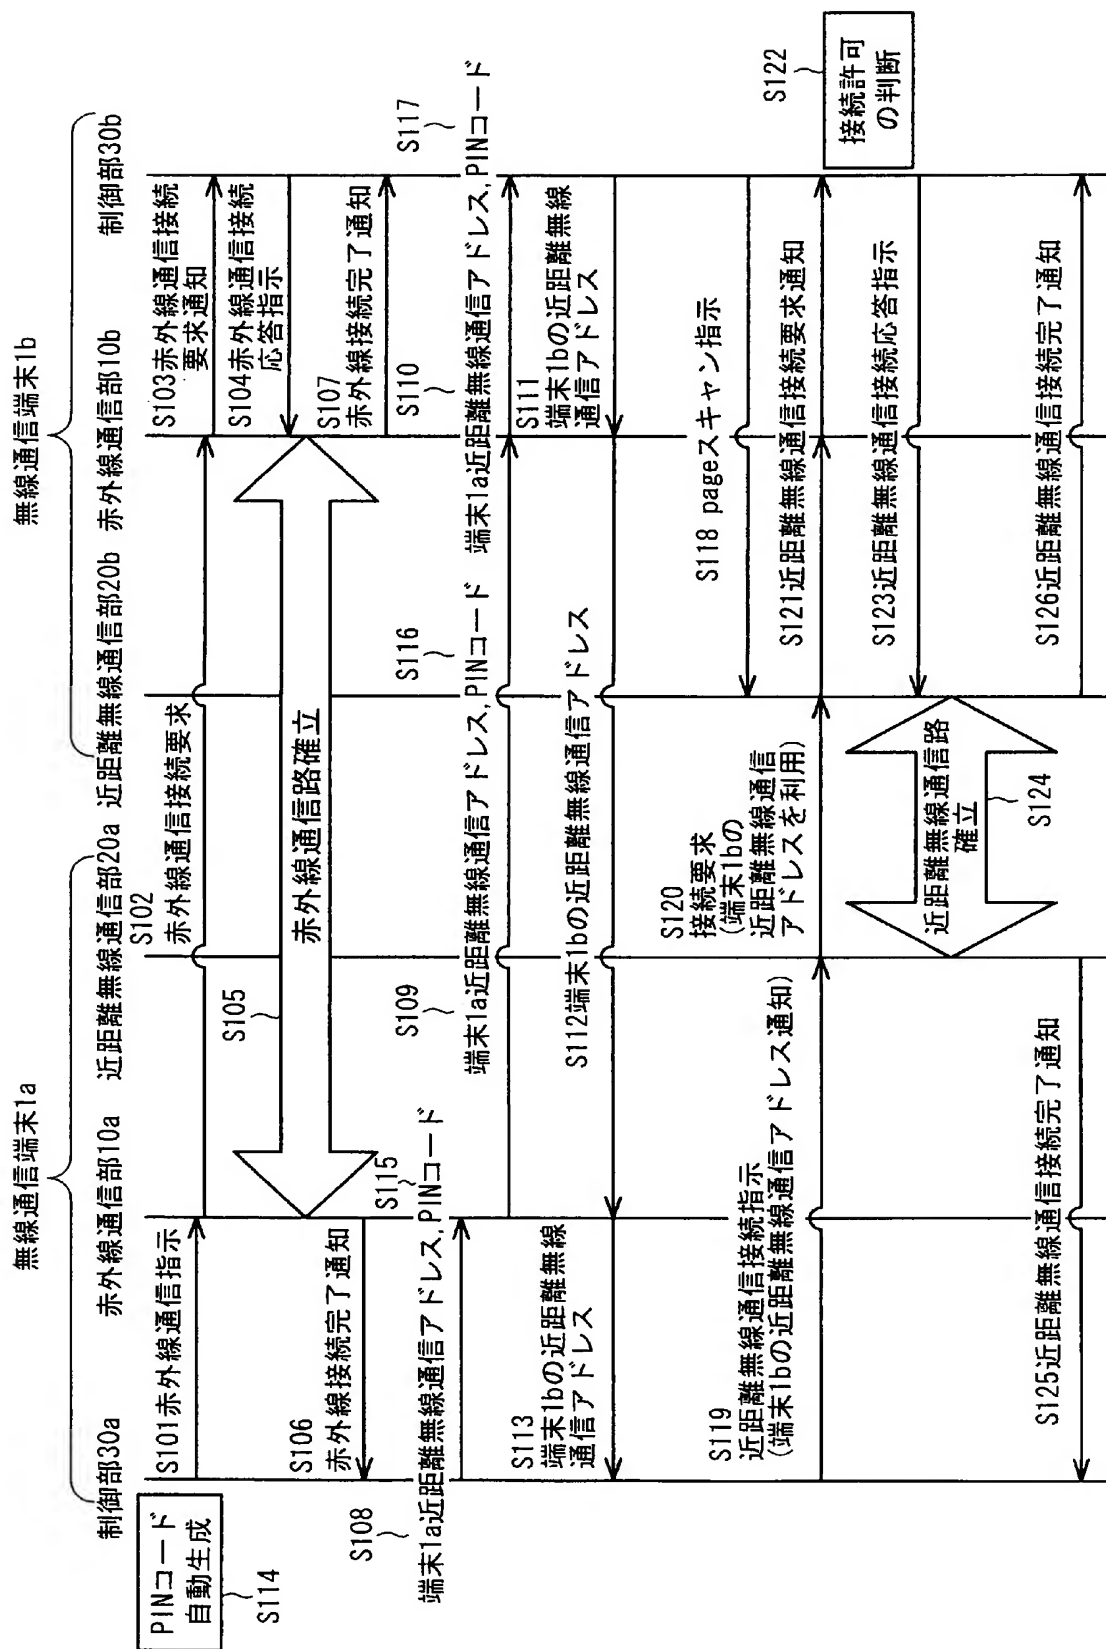 無線通信端末1a
無線通信端末1b
制御部30a
赤外線通信部10a
近距離無線通信部20a
近距離無線通信部20b
赤外線通信部10b
制御部30b
PINコード
自動生成
S114
S101赤外線通信指示
S102
赤外線通信接続要求
S103赤外線通信接続
要求通知
S104赤外線通信接続
応答指示
S105
赤外線通信路確立
S106
赤外線接続完了通知
S107
赤外線接続完了通知
S108
S115
端末1a近距離無線通信アドレス,PINコード
S109
S116
端末1a近距離無線通信アドレス,PINコード
S110
S117
端末1a近距離無線通信アドレス,PINコード
S111
端末1bの近距離無線
通信アドレス
S112端末1bの近距離無線通信アドレス
S113
端末1bの近距離無線
通信アドレス
S118 pageスキャン指示
S119
近距離無線通信接続指示
(端末1bの近距離無線通信アドレス通知)
S120
接続要求
(端末1bの
近距離無線通信
アドレスを利用)
S121近距離無線通信接続要求通知
S122
接続許可
の判断
S123近距離無線通信接続応答指示
近距離無線通信路
確立
S124
S125近距離無線通信接続完了通知
S126近距離無線通信接続完了通知